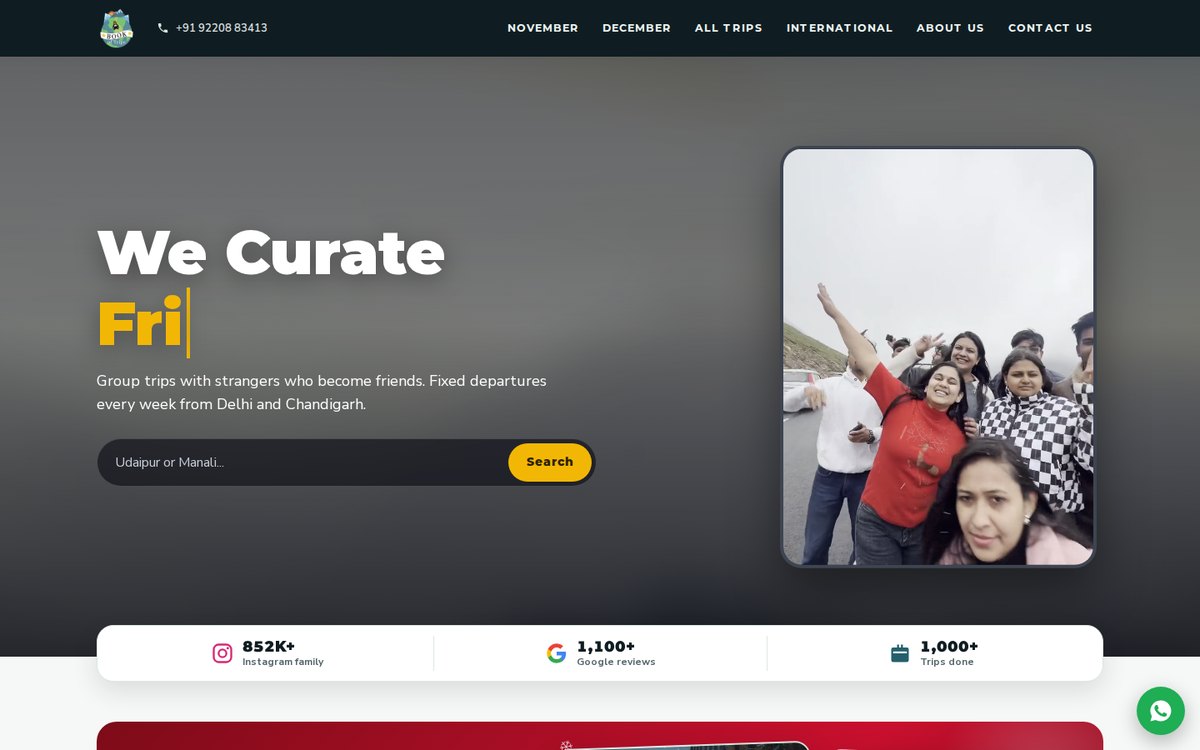 BOOK
+91 92208 83413
NOVEMBER
DECEMBER
ALL TRIPS
INTERNATIONAL
ABOUT US
CONTACT US
We Curate
Fri
Group trips with strangers who become friends. Fixed departures
every week from Delhi and Chandigarh.
Udaipur or Manali...
Search
852K+
Instagram family
1,100+
Google reviews
1,000+
Trips done